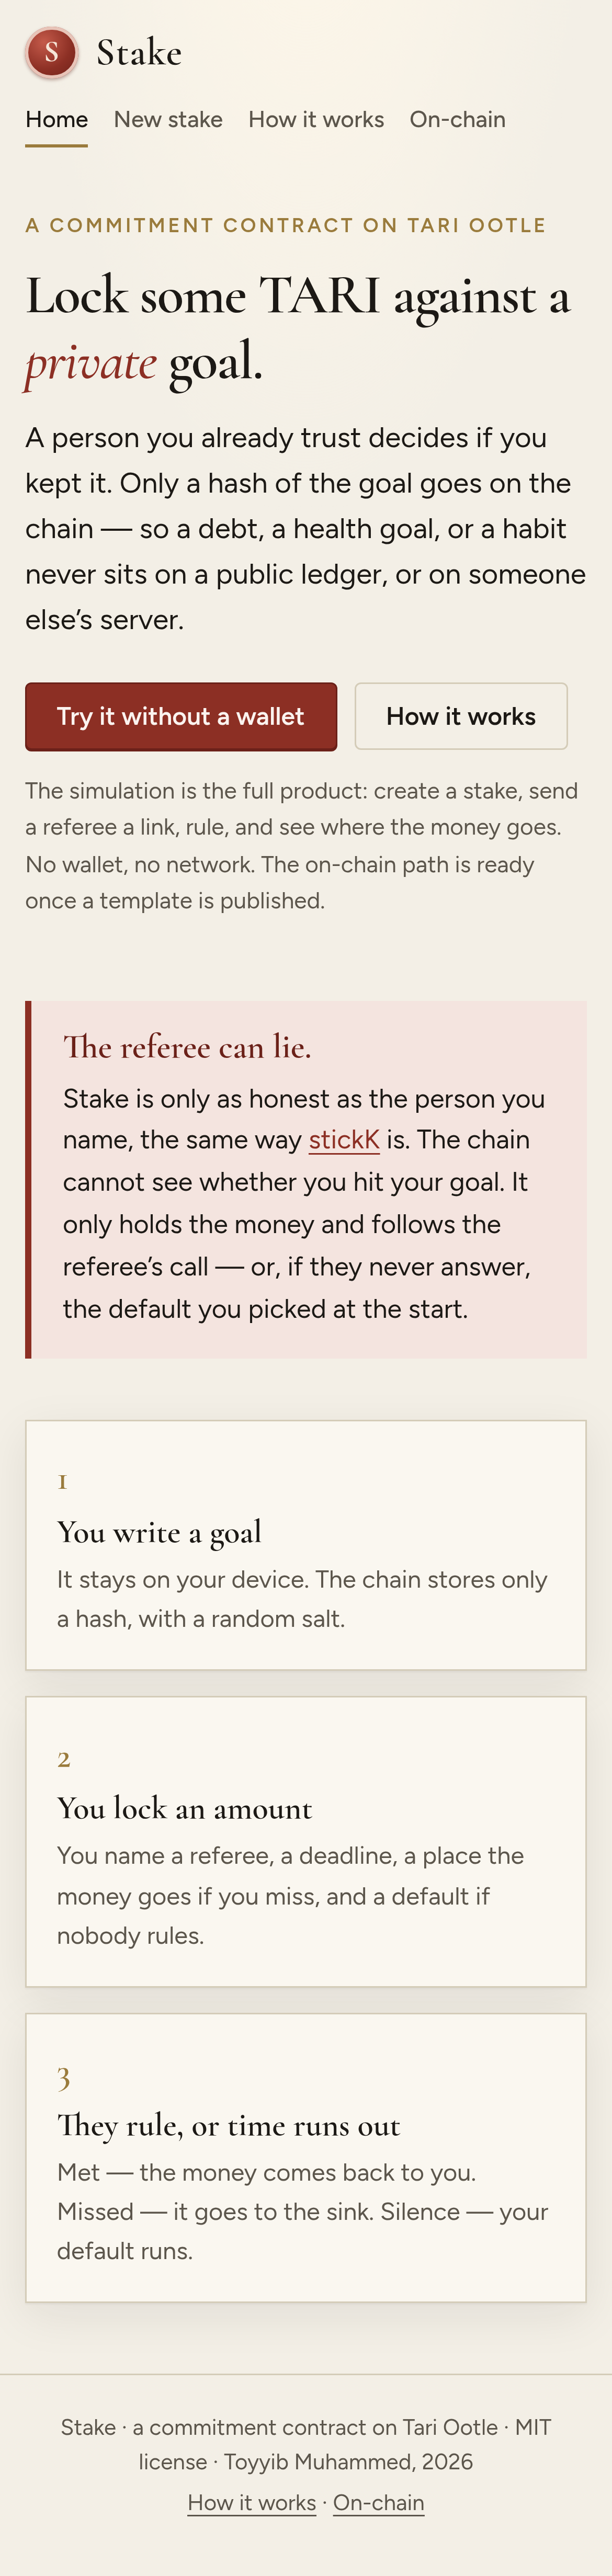 S Stake
Home New stake How it works On-chain
A COMMITMENT CONTRACT ON TARI OOTLE
Lock some TARI against a
private goal.
A person you already trust decides if you
kept it. Only a hash of the goal goes on the
chain — so a debt, a health goal, or a habit
never sits on a public ledger, or on someone
else’s server.
Try it without a wallet How it works
The simulation is the full product: create a stake, send
a referee a link, rule, and see where the money goes.
No wallet, no network. The on-chain path is ready
once a template is published.
The referee can lie.
Stake is only as honest as the person you
name, the same way stickK is. The chain
cannot see whether you hit your goal. It
only holds the money and follows the
referee’s call — or, if they never answer,
the default you picked at the start.
1
You write a goal
It stays on your device. The chain stores only
a hash, with a random salt.
2
You lock an amount
You name a referee, a deadline, a place the
money goes if you miss, and a default if
nobody rules.
3
They rule, or time runs out
Met — the money comes back to you.
Missed — it goes to the sink. Silence — your
default runs.
Stake · a commitment contract on Tari Ootle · MIT
license · Toyyib Muhammed, 2026
How it works · On-chain